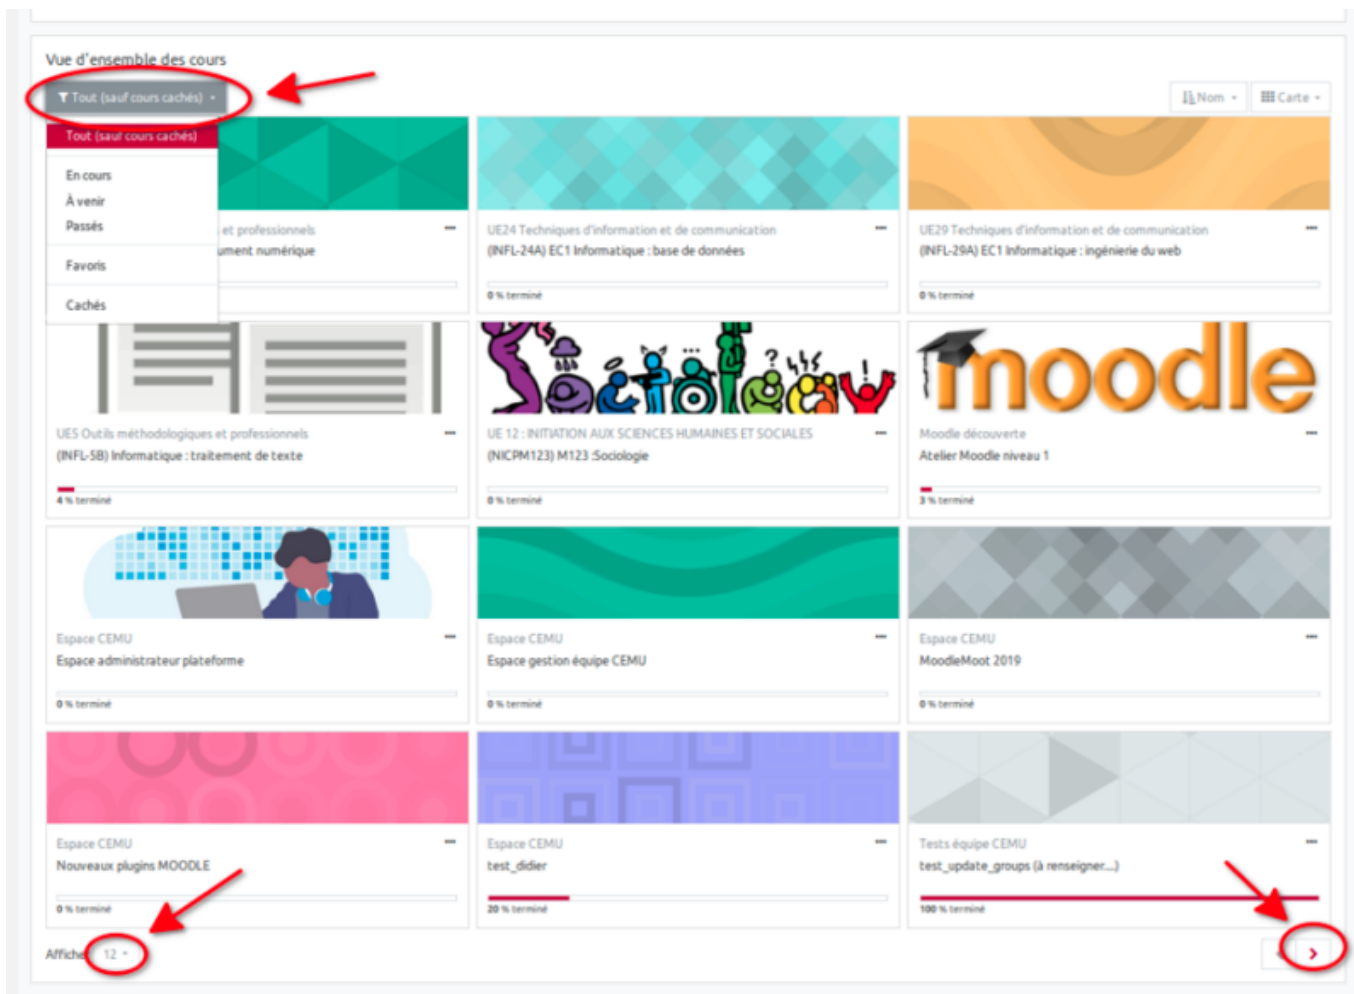 Vue d'ensemble des cours
Tout (sauf cours cachés)
Nom
Carte
Tout (sauf cours cachés)
En cours
À venir
Passés
Favoris
Cachés
et professionnels
ument numérique
UE24 Techniques d'information et de communication
(INFL-24A) EC1 Informatique : base de données
0 % terminé
UE29 Techniques d'information et de communication
(INFL-29A) EC1 Informatique : ingénierie du web
0 % terminé
UE5 Outils méthodologiques et professionnels
(INFL-5B) Informatique : traitement de texte
4 % terminé
Sociology
UE 12 : INITIATION AUX SCIENCES HUMAINES ET SOCIALES
(NICPM123) M123 :Sociologie
0 % terminé
moodle
Moodle découverte
Atelier Moodle niveau 1
3 % terminé
Espace CEMU
Espace administrateur plateforme
0 % terminé
Espace CEMU
Espace gestion équipe CEMU
0 % terminé
Espace CEMU
MoodleMoot 2019
0 % terminé
Espace CEMU
Nouveaux plugins MOODLE
0 % terminé
Espace CEMU
test_didier
20 % terminé
Tests équipe CEMU
test_update_groups (à renseigner....)
100 % terminé
Affiche 12